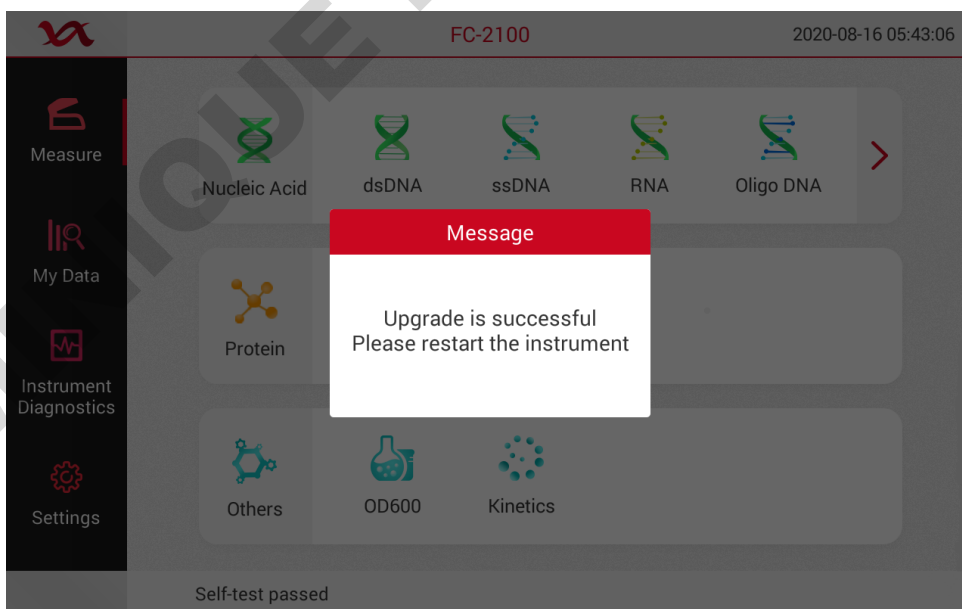 FC-2100
2020-08-16 05:43:06
Measure
Nucleic Acid
dsDNA
ssDNA
RNA
Oligo DNA
My Data
Message
Upgrade is successful
Please restart the instrument
Protein
Instrument
Diagnostics
Settings
Others
OD600
Kinetics
Self-test passed
UNIQUE